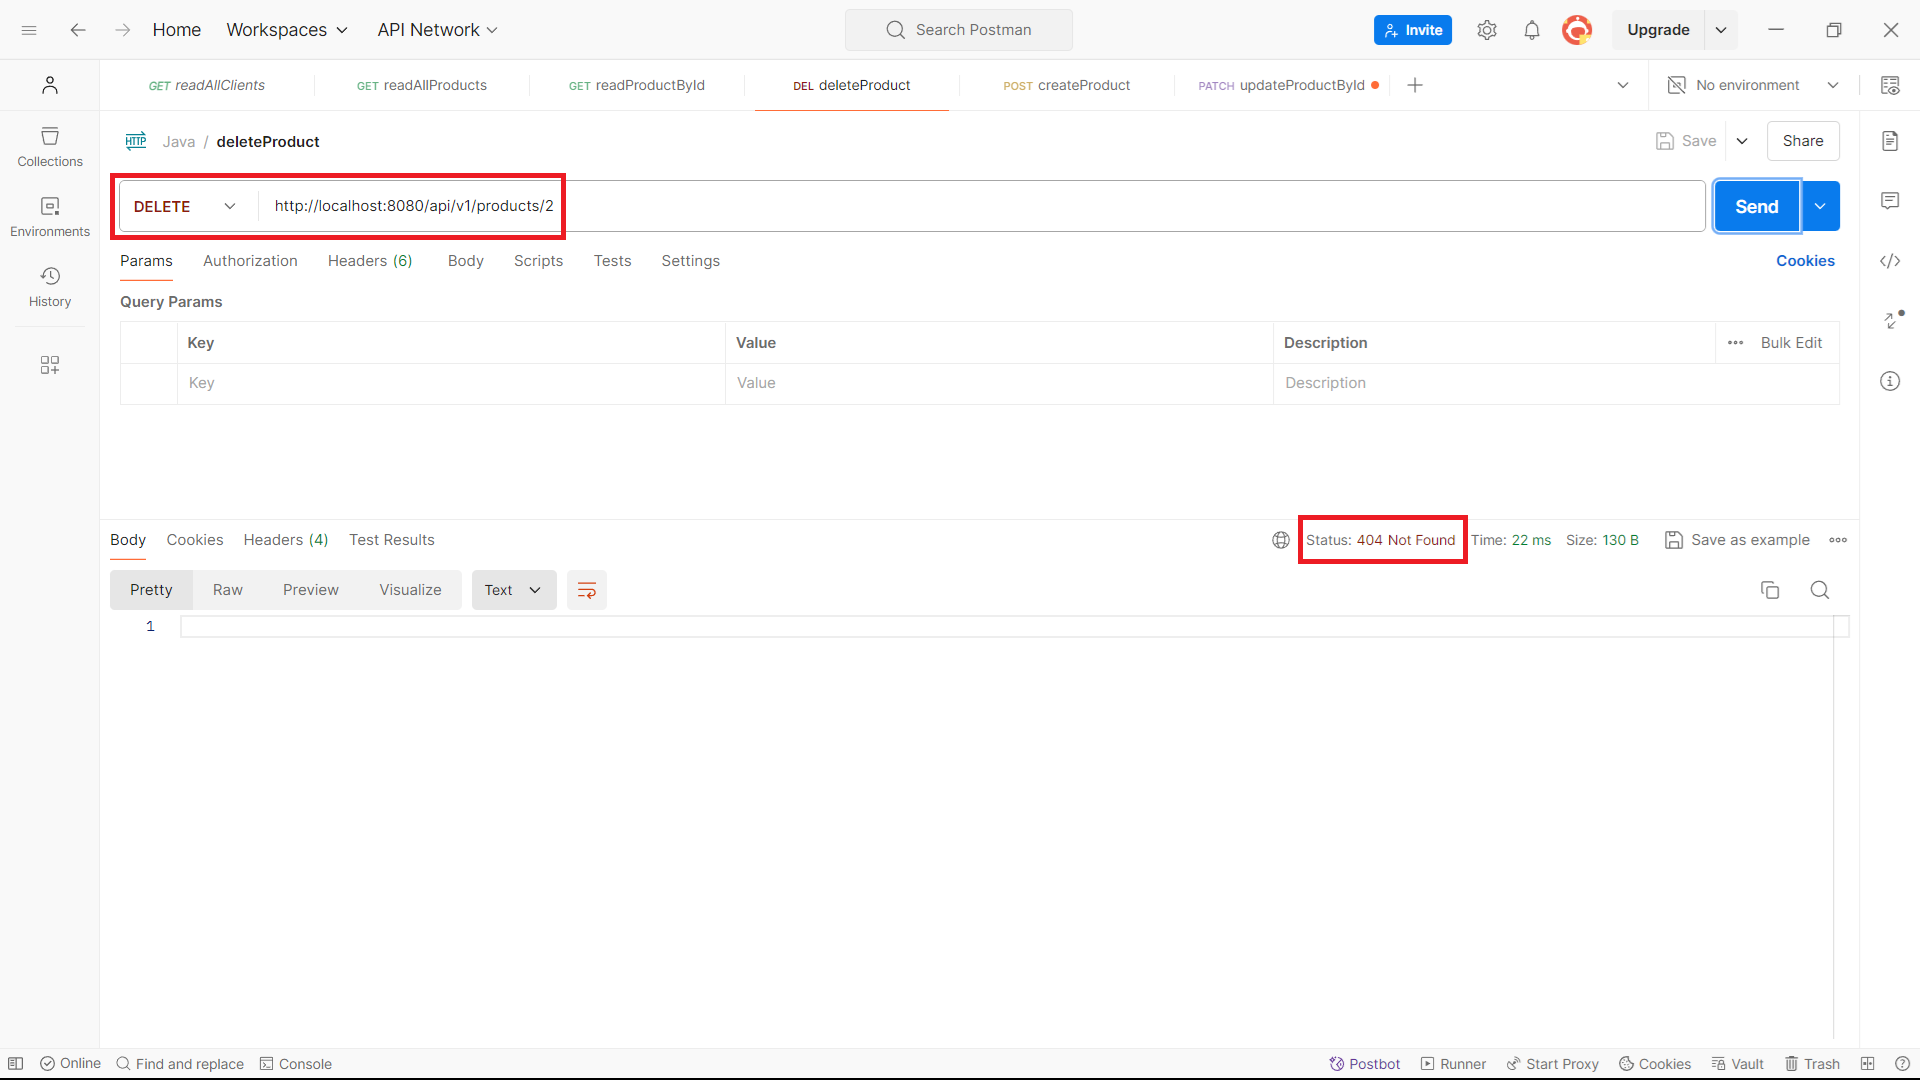 Home Workspaces API Network Search Postman Invite Upgrade
GET readAllClients GET readAllProducts GET readProductById DEL deleteProduct POST createProduct PATCH updateProductById No environment
HTTP Java / deleteProduct Save Share
Collections
DELETE http://localhost:8080/api/v1/products/2 Send
Environments
Params Authorization Headers (6) Body Scripts Tests Settings Cookies
History
Query Params
Key Value Description Bulk Edit
Key Value Description
Body Cookies Headers (4) Test Results Status: 404 Not Found Time: 22 ms Size: 130 B Save as example
Pretty Raw Preview Visualize Text
1
Online Find and replace Console Postbot Runner Start Proxy Cookies Vault Trash